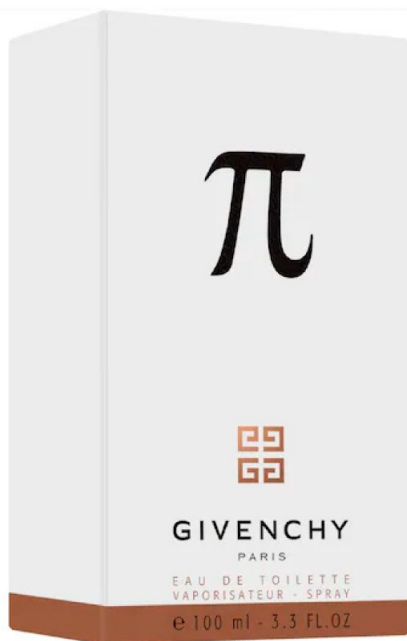 π
GIVENCHY
PARIS
EAU DE TOILETTE
VAPORISATEUR - SPRAY
℮ 100 ml - 3.3 FL.OZ